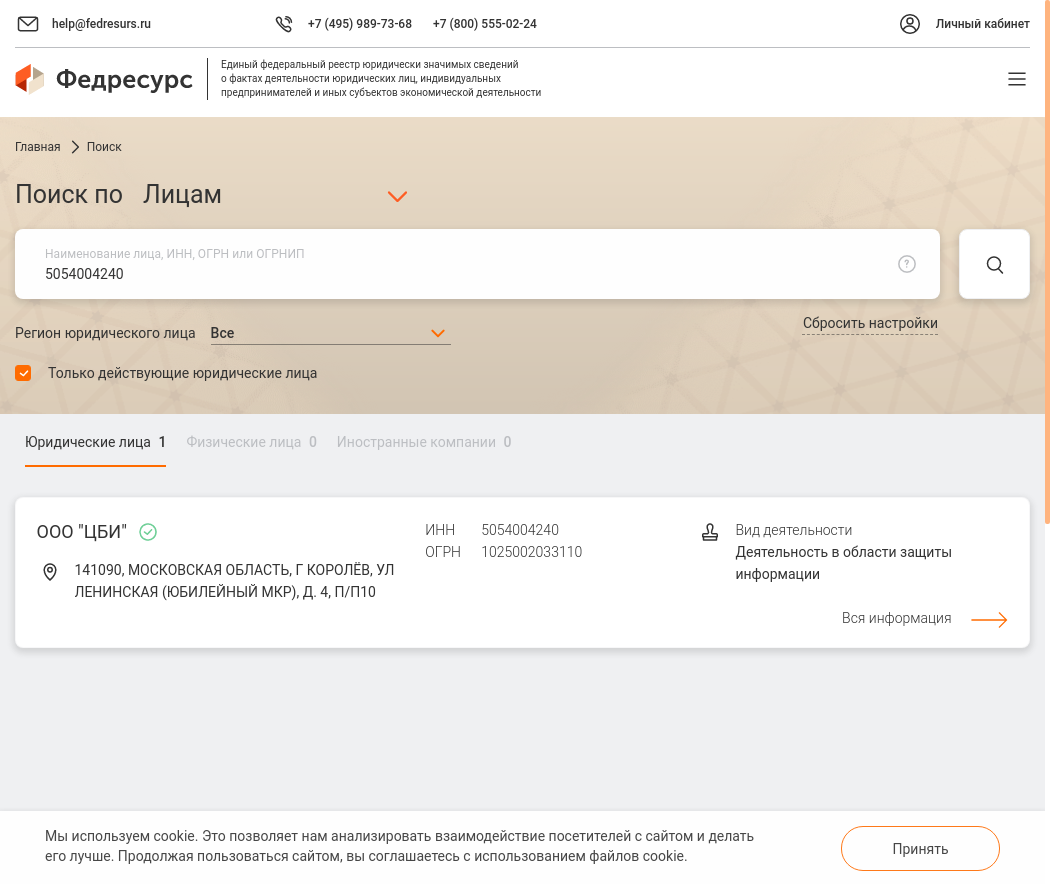 help@fedresurs.ru
+7 (495) 989-73-68
+7 (800) 555-02-24
Личный кабинет
Федресурс
Единый федеральный реестр юридически значимых сведений
о фактах деятельности юридических лиц, индивидуальных
предпринимателей и иных субъектов экономической деятельности
Главная
Поиск
Поиск по Лицам
Наименование лица, ИНН, ОГРН или ОГРНИП
5054004240
?
Регион юридического лица Все
Сбросить настройки
Только действующие юридические лица
Юридические лица 1
Физические лица 0
Иностранные компании 0
ООО "ЦБИ"
141090, МОСКОВСКАЯ ОБЛАСТЬ, Г КОРОЛЁВ, УЛ
ЛЕНИНСКАЯ (ЮБИЛЕЙНЫЙ МКР), Д. 4, П/П10
ИНН 5054004240
ОГРН 1025002033110
Вид деятельности
Деятельность в области защиты
информации
Вся информация
Мы используем cookie. Это позволяет нам анализировать взаимодействие посетителей с сайтом и делать
его лучше. Продолжая пользоваться сайтом, вы соглашаетесь с использованием файлов cookie.
Принять